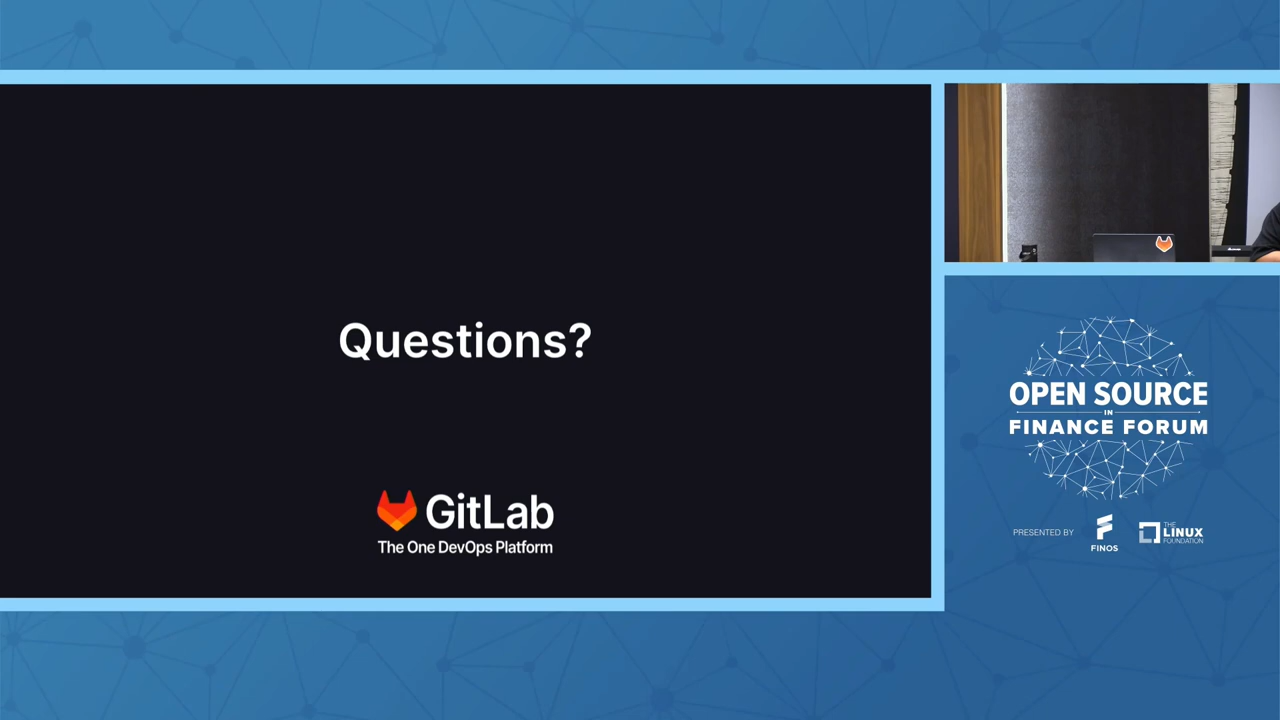 Questions?
GitLab
The One DevOps Platform
OPEN SOURCE
IN
FINANCE FORUM
PRESENTED BY
FINOS
THE
LINUX
FOUNDATION